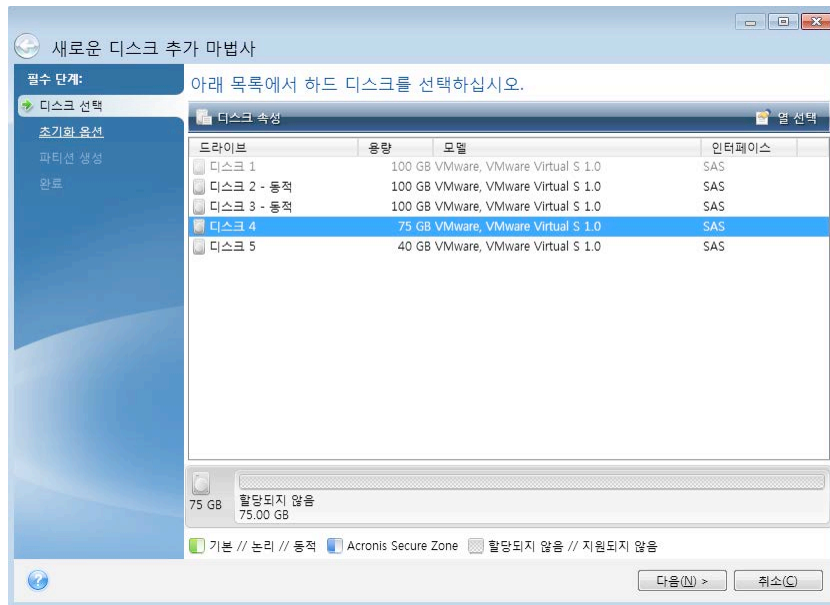 새로운 디스크 추가 마법사
필수 단계:
디스크 선택
초기화 옵션
파티션 생성
완료
아래 목록에서 하드 디스크를 선택하십시오.
디스크 속성 열 선택
드라이브 용량 모델 인터페이스
디스크 1 100 GB VMware, VMware Virtual S 1.0 SAS
디스크 2 - 동적 100 GB VMware, VMware Virtual S 1.0 SAS
디스크 3 - 동적 100 GB VMware, VMware Virtual S 1.0 SAS
디스크 4 75 GB VMware, VMware Virtual S 1.0 SAS
디스크 5 40 GB VMware, VMware Virtual S 1.0 SAS
75 GB
할당되지 않음
75.00 GB
기본 // 논리 // 동적 Acronis Secure Zone 할당되지 않음 // 지원되지 않음
다음(N) > 취소(C)